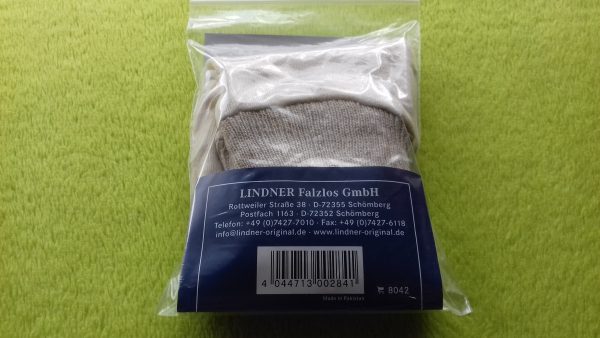 LINDNER Falzlos GmbH
Rottweiler Straße 38 · D-72355 Schömberg
Postfach 1163 · D-72352 Schömberg
Telefon: +49 (0)7427-7010 · Fax: +49 (0)7427-6118
info@lindner-original.de · www.lindner-original.de
4 044713 002841
Made in Pakistan
8042